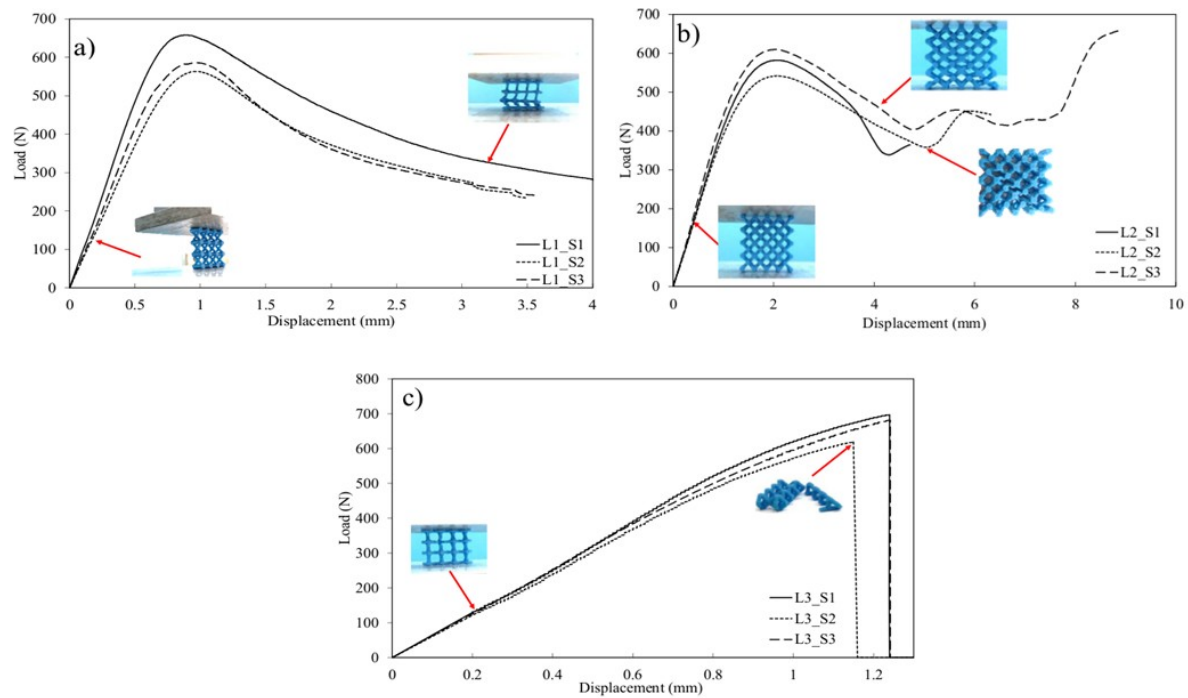 a)
Load (N)
700
600
500
400
300
200
100
0
L1_S1
L1_S2
L1_S3
0 0.5 1 1.5 2 2.5 3 3.5 4
Displacement (mm)
b)
Load (N)
700
600
500
400
300
200
100
0
L2_S1
L2_S2
L2_S3
0 2 4 6 8 10
Displacement (mm)
c)
Load (N)
800
700
600
500
400
300
200
100
0
L3_S1
L3_S2
L3_S3
0 0.2 0.4 0.6 0.8 1 1.2
Displacement (mm)